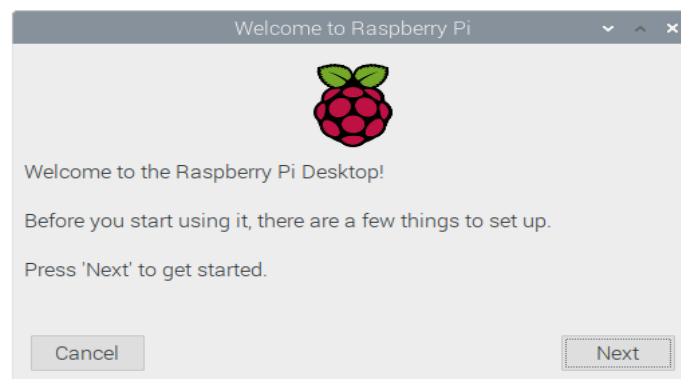 Welcome to Raspberry Pi
Welcome to the Raspberry Pi Desktop!
Before you start using it, there are a few things to set up.
Press 'Next' to get started.
Cancel
Next